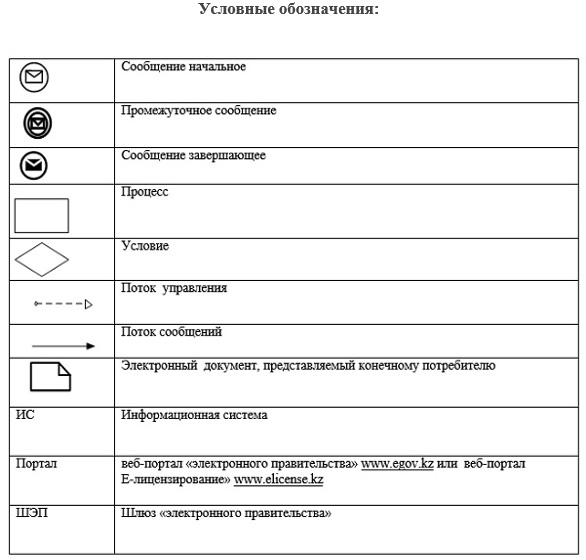 Условные обозначения:
Сообщение начальное
Промежуточное сообщение
Сообщение завершающее
Процесс
Условие
Поток управления
Поток сообщений
Электронный документ, представляемый конечному потребителю
ИС Информационная система
Портал веб-портал «электронного правительства» www.egov.kz или веб-портал
Е-лицензирование» www.elicense.kz
ШЭП Шлюз «электронного правительства»